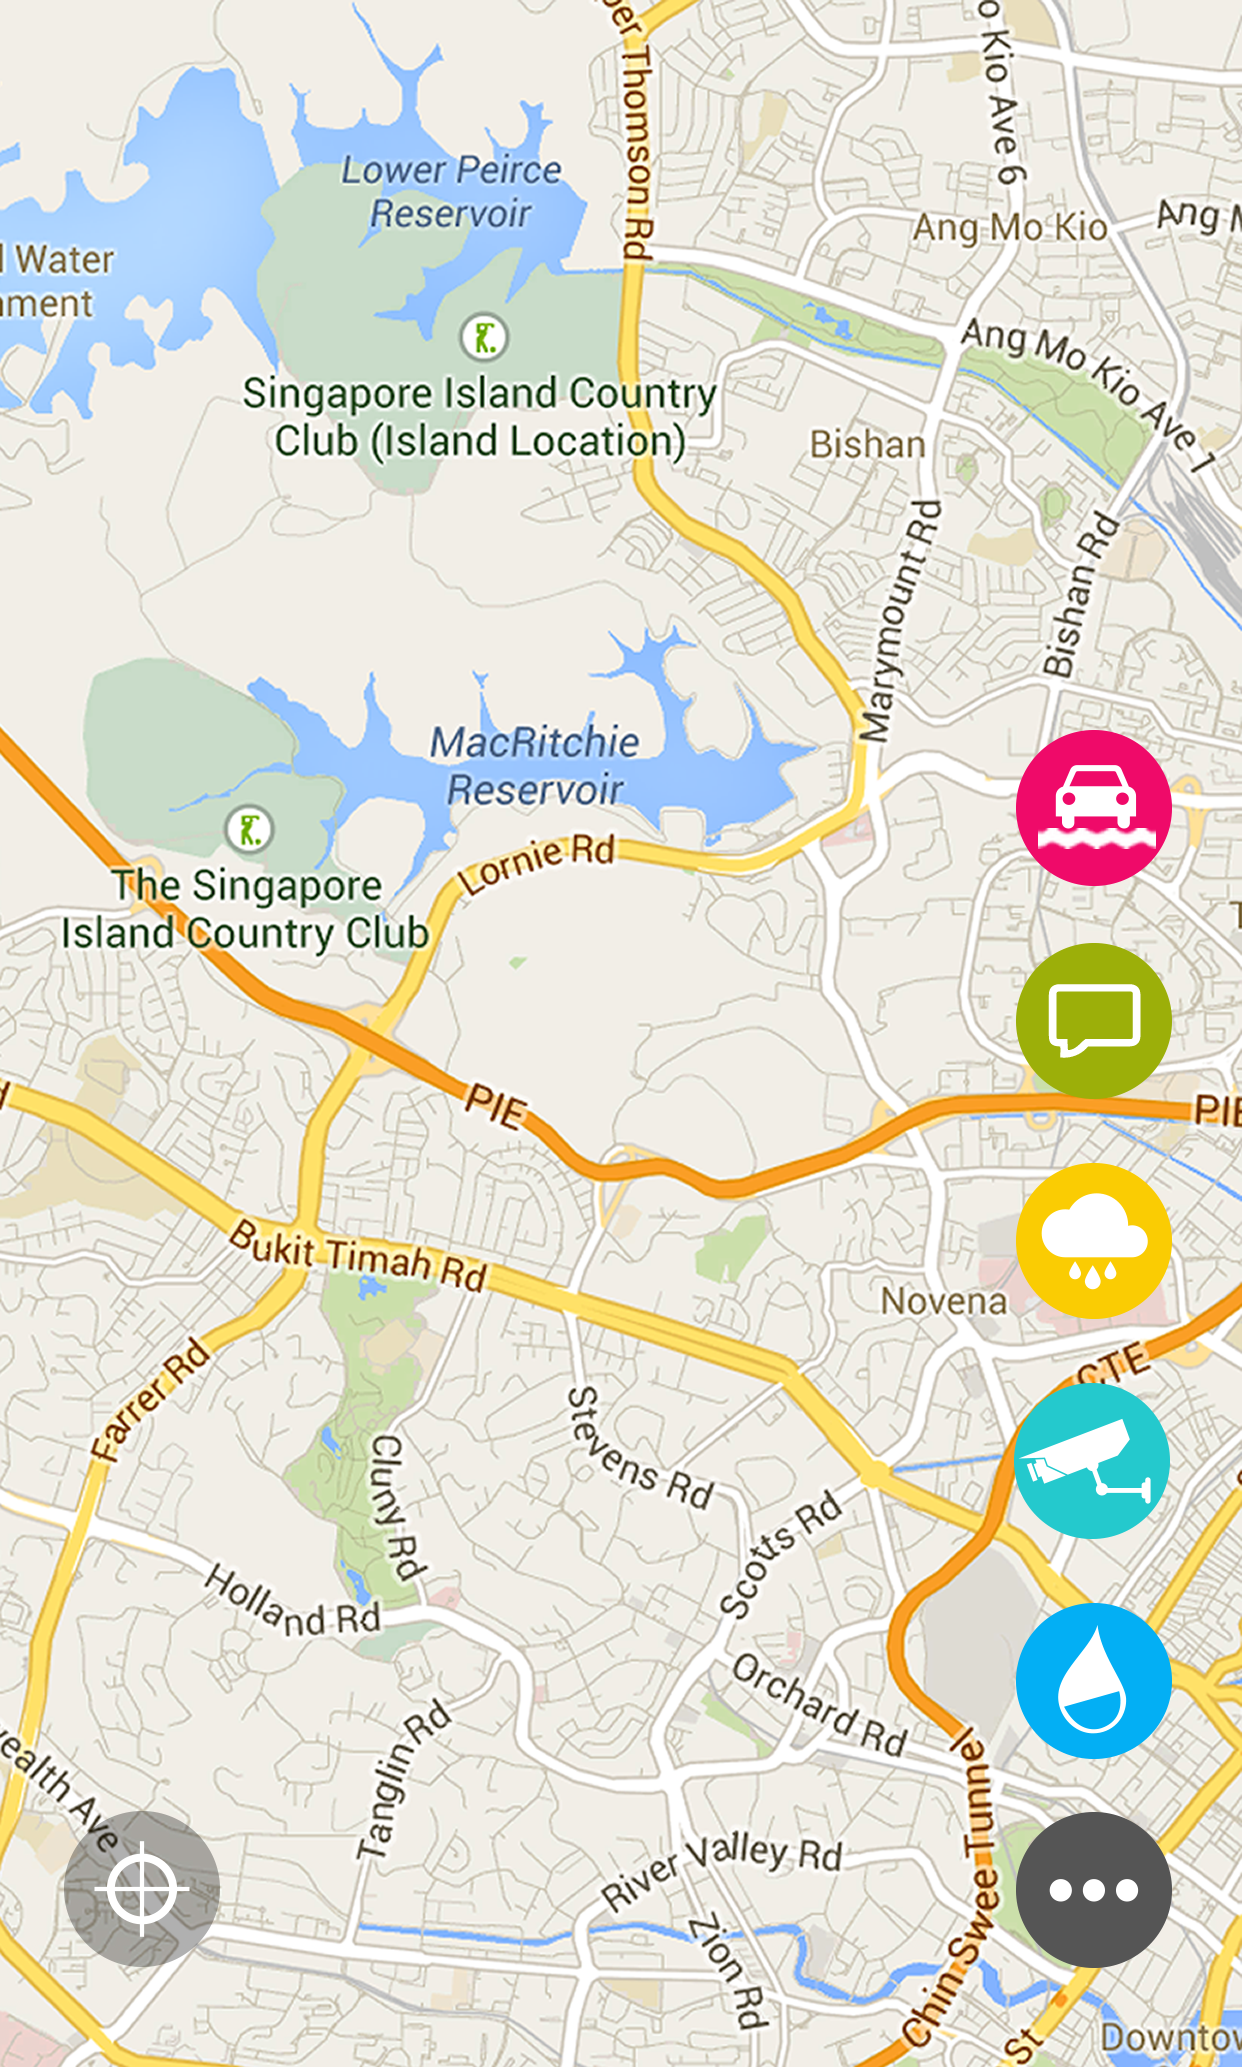 per Thomson Rd
o Kio Ave 6
Lower Peirce
Reservoir
Ang Mo Kio
Ang M
l Water
nment
Singapore Island Country
Club (Island Location)
Ang Mo Kio Ave 1
Bishan
Marymount Rd
Bishan Rd
MacRitchie
Reservoir
Lornie Rd
The Singapore
Island Country Club
T
PIE
PIE
d
Bukit Timah Rd
Novena
CTE
Farrer Rd
Stevens Rd
Cluny Rd
Scotts Rd
Holland Rd
Orchard Rd
Tanglin Rd
wealth Ave
River Valley Rd
Chin Swee Tunnel
Zion Rd
St
Downtow